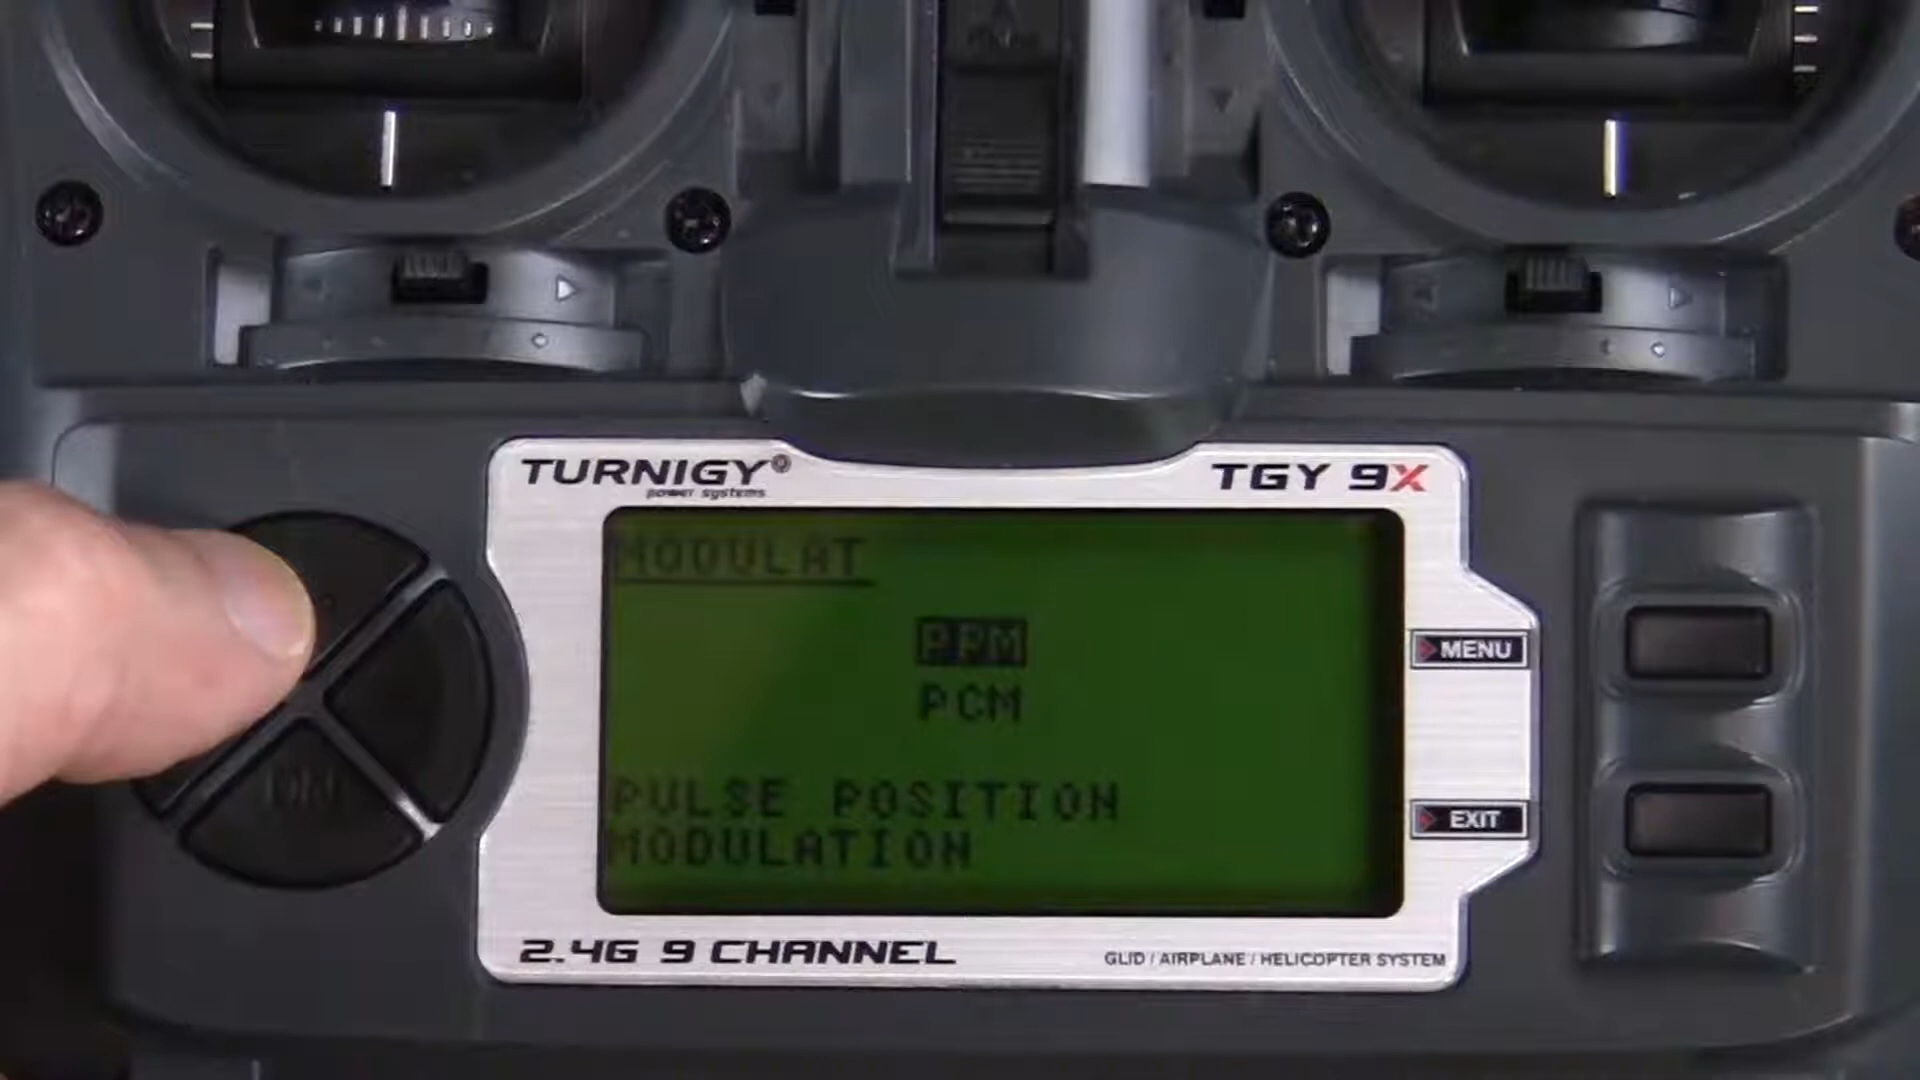 TURNIGY®
power systems
TGY 9X
MODULAT
PPM
PCM
PULSE POSITION
MODULATION
MENU
EXIT
DN
2.4G 9 CHANNEL
GLID / AIRPLANE / HELICOPTER SYSTEM